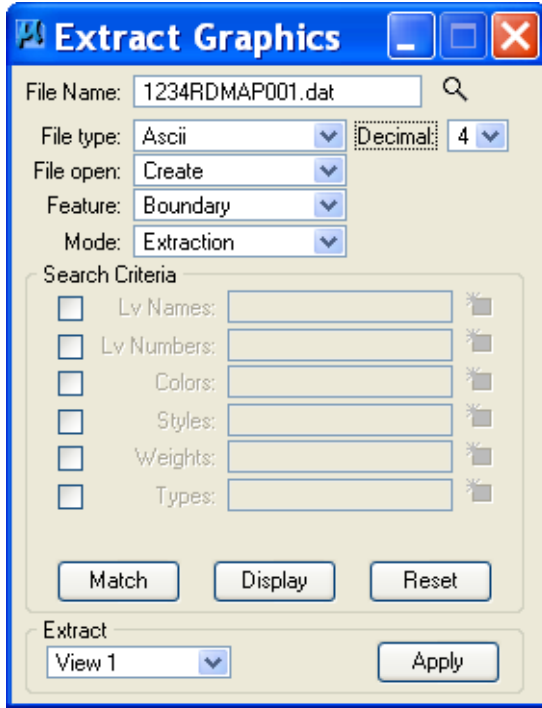 Extract Graphics
File Name: 1234RDMAP001.dat
File type: Ascii Decimal: 4
File open: Create
Feature: Boundary
Mode: Extraction
Search Criteria
Lv Names:
Lv Numbers:
Colors:
Styles:
Weights:
Types:
Match Display Reset
Extract
View 1 Apply